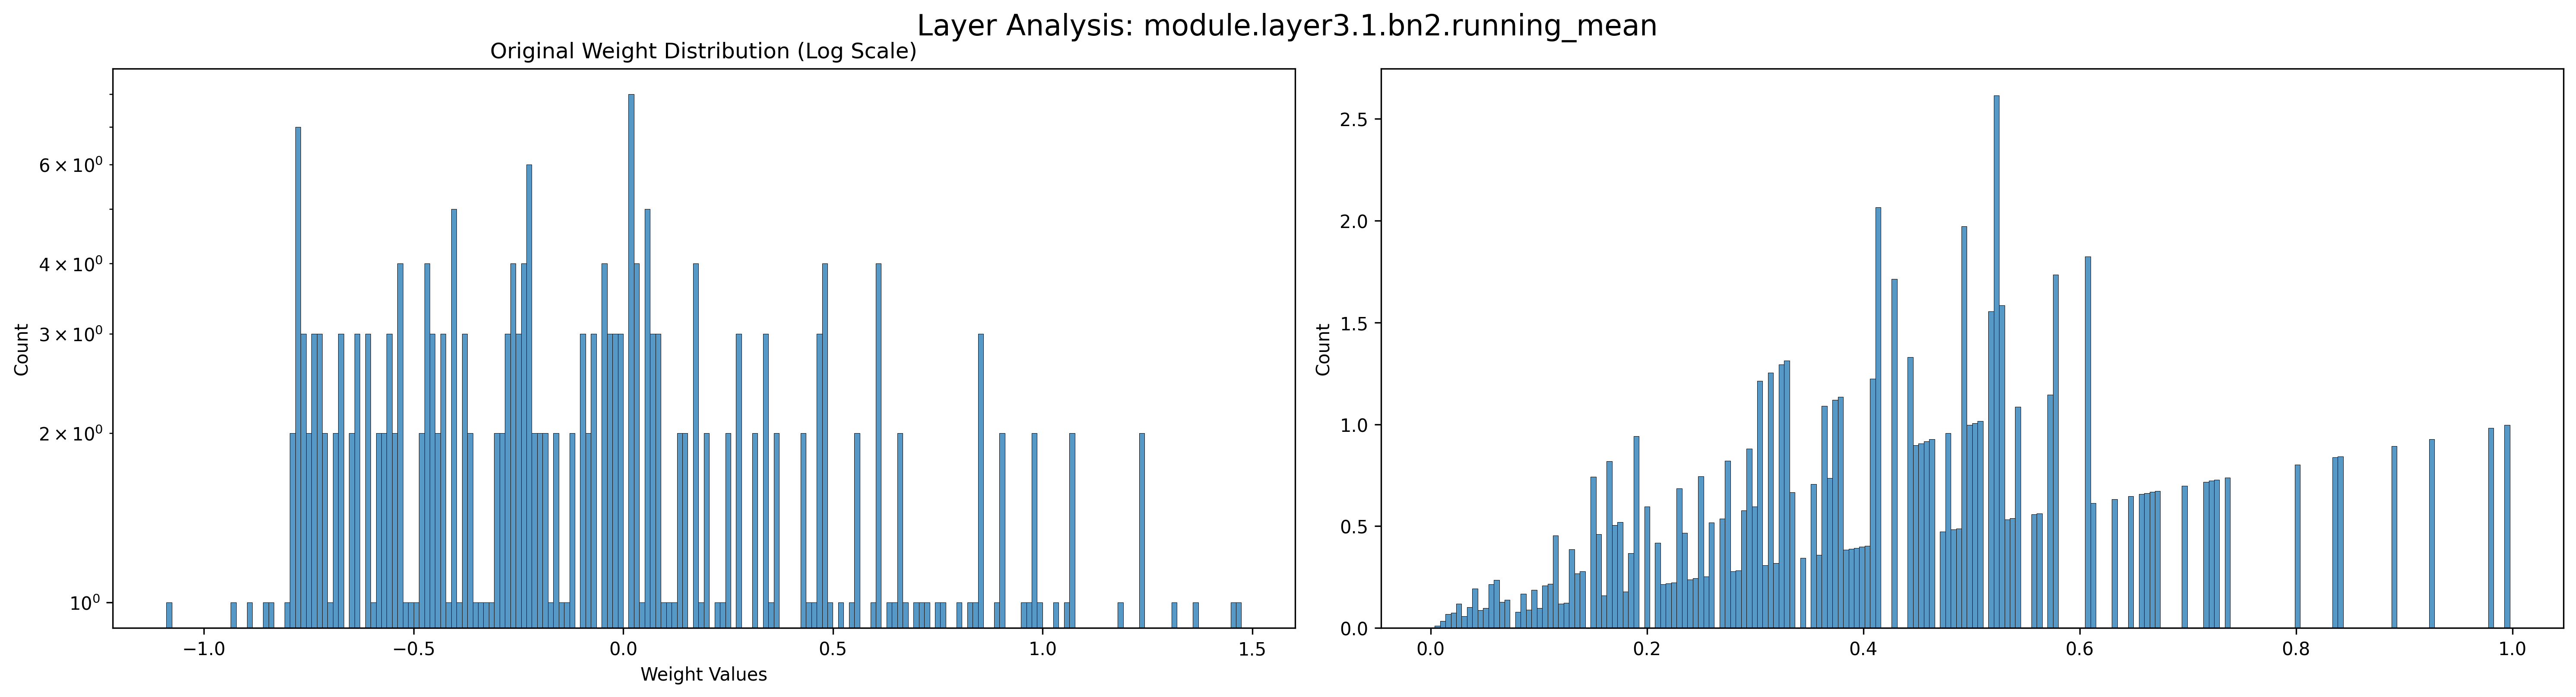 Layer Analysis: module.layer3.1.bn2.running_mean
Original Weight Distribution (Log Scale)
Count
6 × 10⁰
4 × 10⁰
3 × 10⁰
2 × 10⁰
10⁰
−1.0 −0.5 0.0 0.5 1.0 1.5
Weight Values
Count
2.5
2.0
1.5
1.0
0.5
0.0
0.0 0.2 0.4 0.6 0.8 1.0